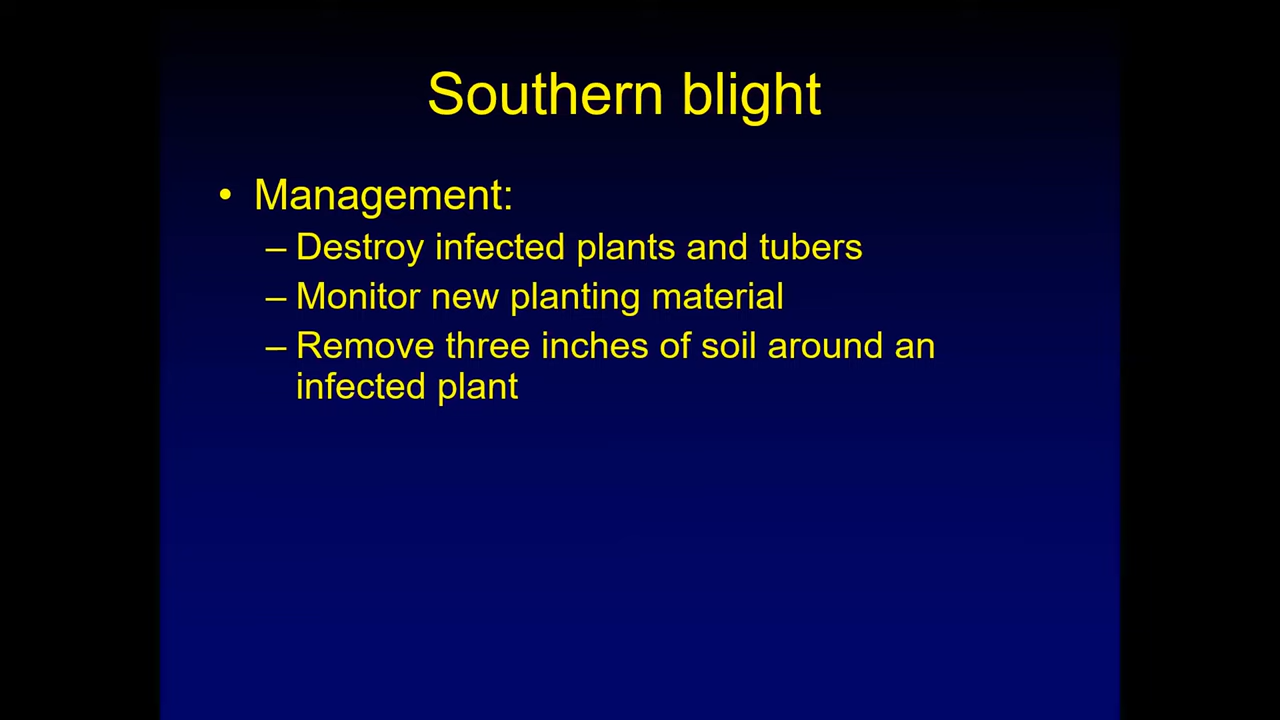 Southern blight
• Management:
– Destroy infected plants and tubers
– Monitor new planting material
– Remove three inches of soil around an
infected plant